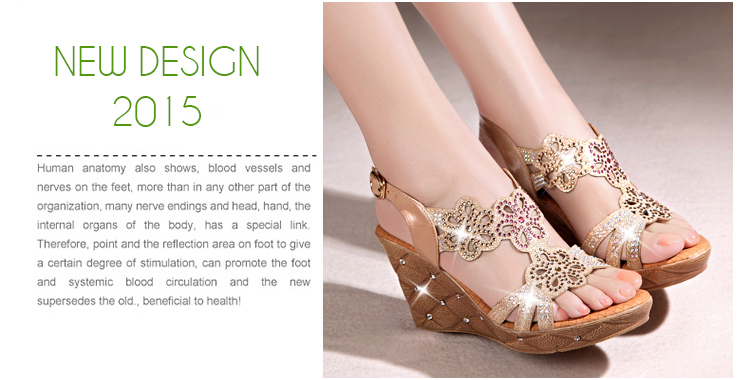 NEW DESIGN
2015
Human anatomy also shows, blood vessels and
nerves on the feet, more than in any other part of the
organization, many nerve endings and head, hand, the
internal organs of the body, has a special link.
Therefore, point and the reflection area on foot to give
a certain degree of stimulation, can promote the foot
and systemic blood circulation and the new
supersedes the old., beneficial to health!